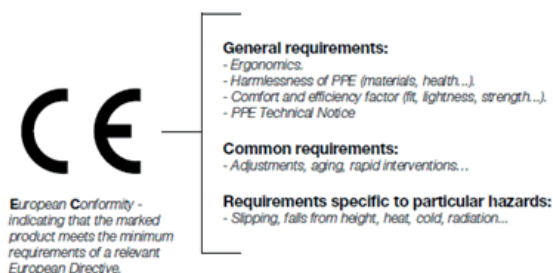 CE
European Conformity -
indicating that the marked
product meets the minimum
requirements of a relevant
European Directive.
General requirements:
- Ergonomics.
- Harmlessness of PPE (materials, health...).
- Comfort and efficiency factor (fit, lightness, strength...).
- PPE Technical Notice
Common requirements:
- Adjustments, aging, rapid interventions...
Requirements specific to particular hazards:
- Slipping, falls from height, heat, cold, radiation...